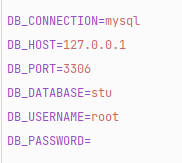 DB_CONNECTION=mysql
DB_HOST=127.0.0.1
DB_PORT=3306
DB_DATABASE=stu
DB_USERNAME=root
DB_PASSWORD=